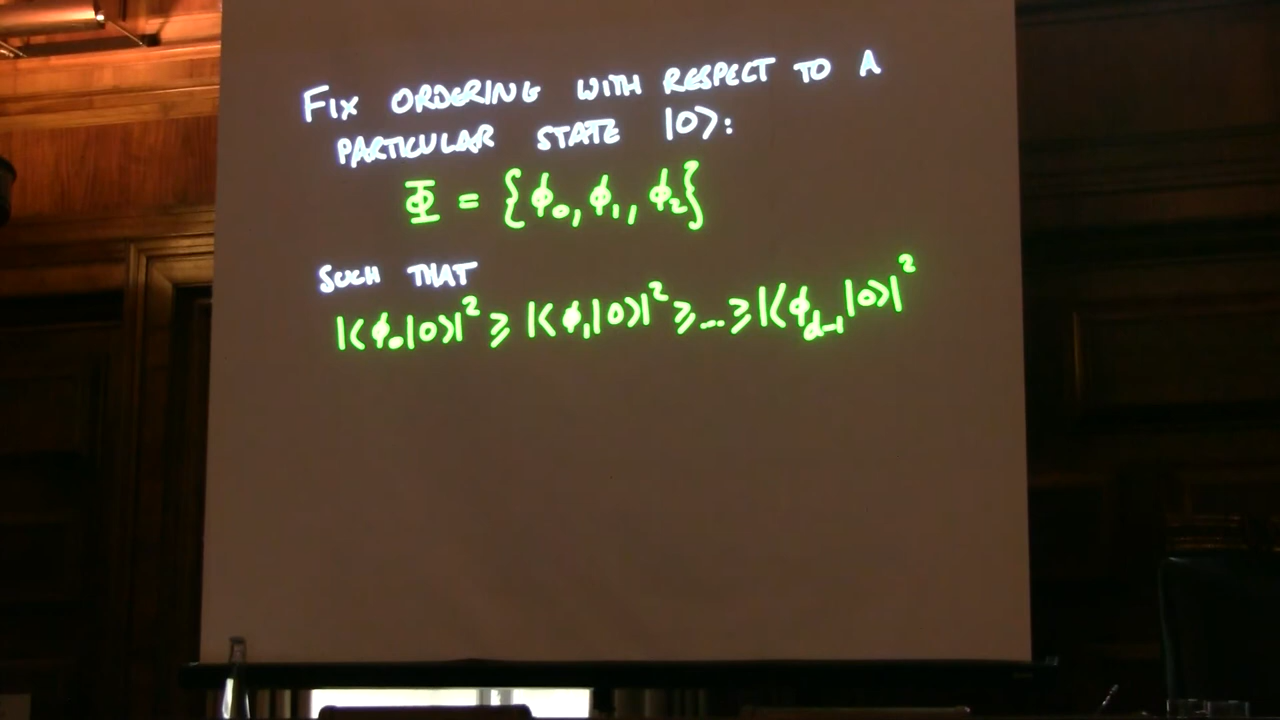 FIX ORDERING WITH RESPECT TO A
PARTICULAR STATE |0⟩:
Φ = {ϕ₀, ϕ₁, ϕ₂}
SUCH THAT
|⟨ϕ₀|0⟩|² ≥ |⟨ϕ₁|0⟩|² ≥ ... ≥ |⟨ϕ_{d-1}|0⟩|²